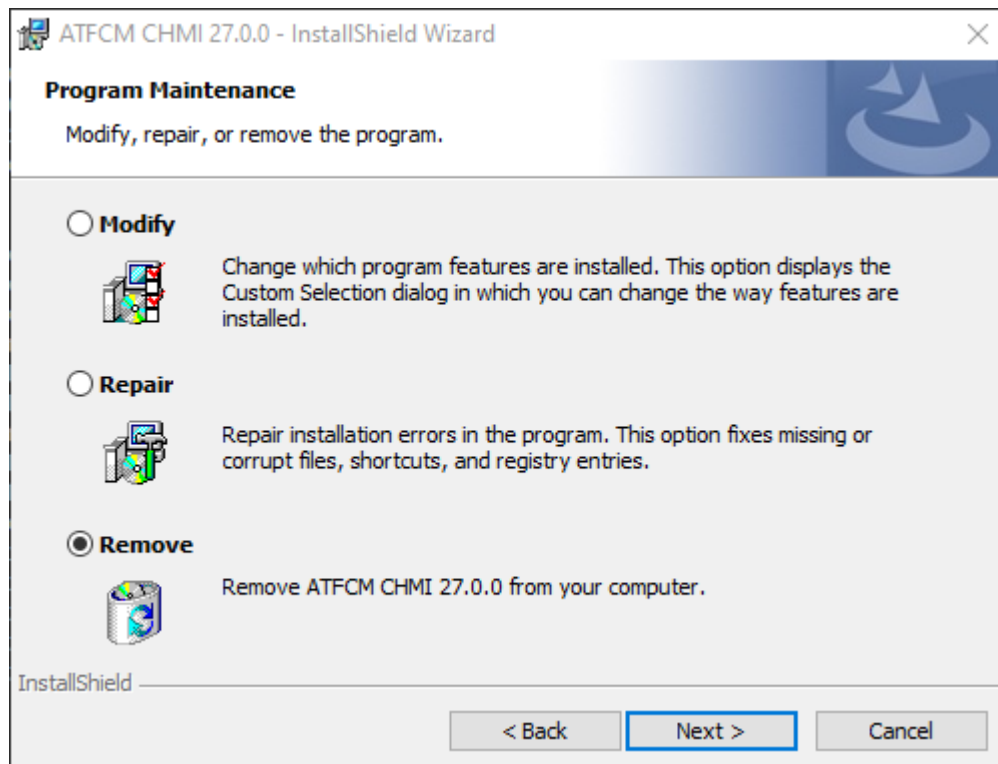 ATFCM CHMI 27.0.0 - InstallShield Wizard
Program Maintenance
Modify, repair, or remove the program.
Modify
Change which program features are installed. This option displays the
Custom Selection dialog in which you can change the way features are
installed.
Repair
Repair installation errors in the program. This option fixes missing or
corrupt files, shortcuts, and registry entries.
Remove
Remove ATFCM CHMI 27.0.0 from your computer.
InstallShield
< Back
Next >
Cancel